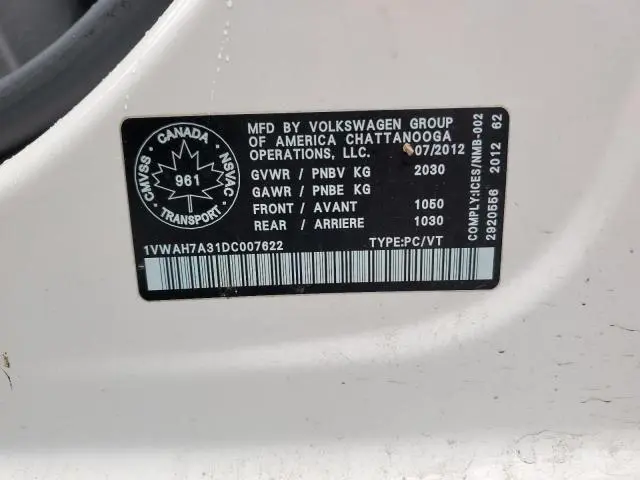 CANADA
CMVSS
NSVAC
961
TRANSPORT
MFD BY VOLKSWAGEN GROUP
OF AMERICA CHATTANOOGA
OPERATIONS, LLC. 07/2012
GVWR / PNBV KG 2030
GAWR / PNBE KG
FRONT / AVANT 1050
REAR / ARRIERE 1030
1VWAH7A31DC007622 TYPE:PC/VT
COMPLY:ICES/NMB-002
2920556 2012 62